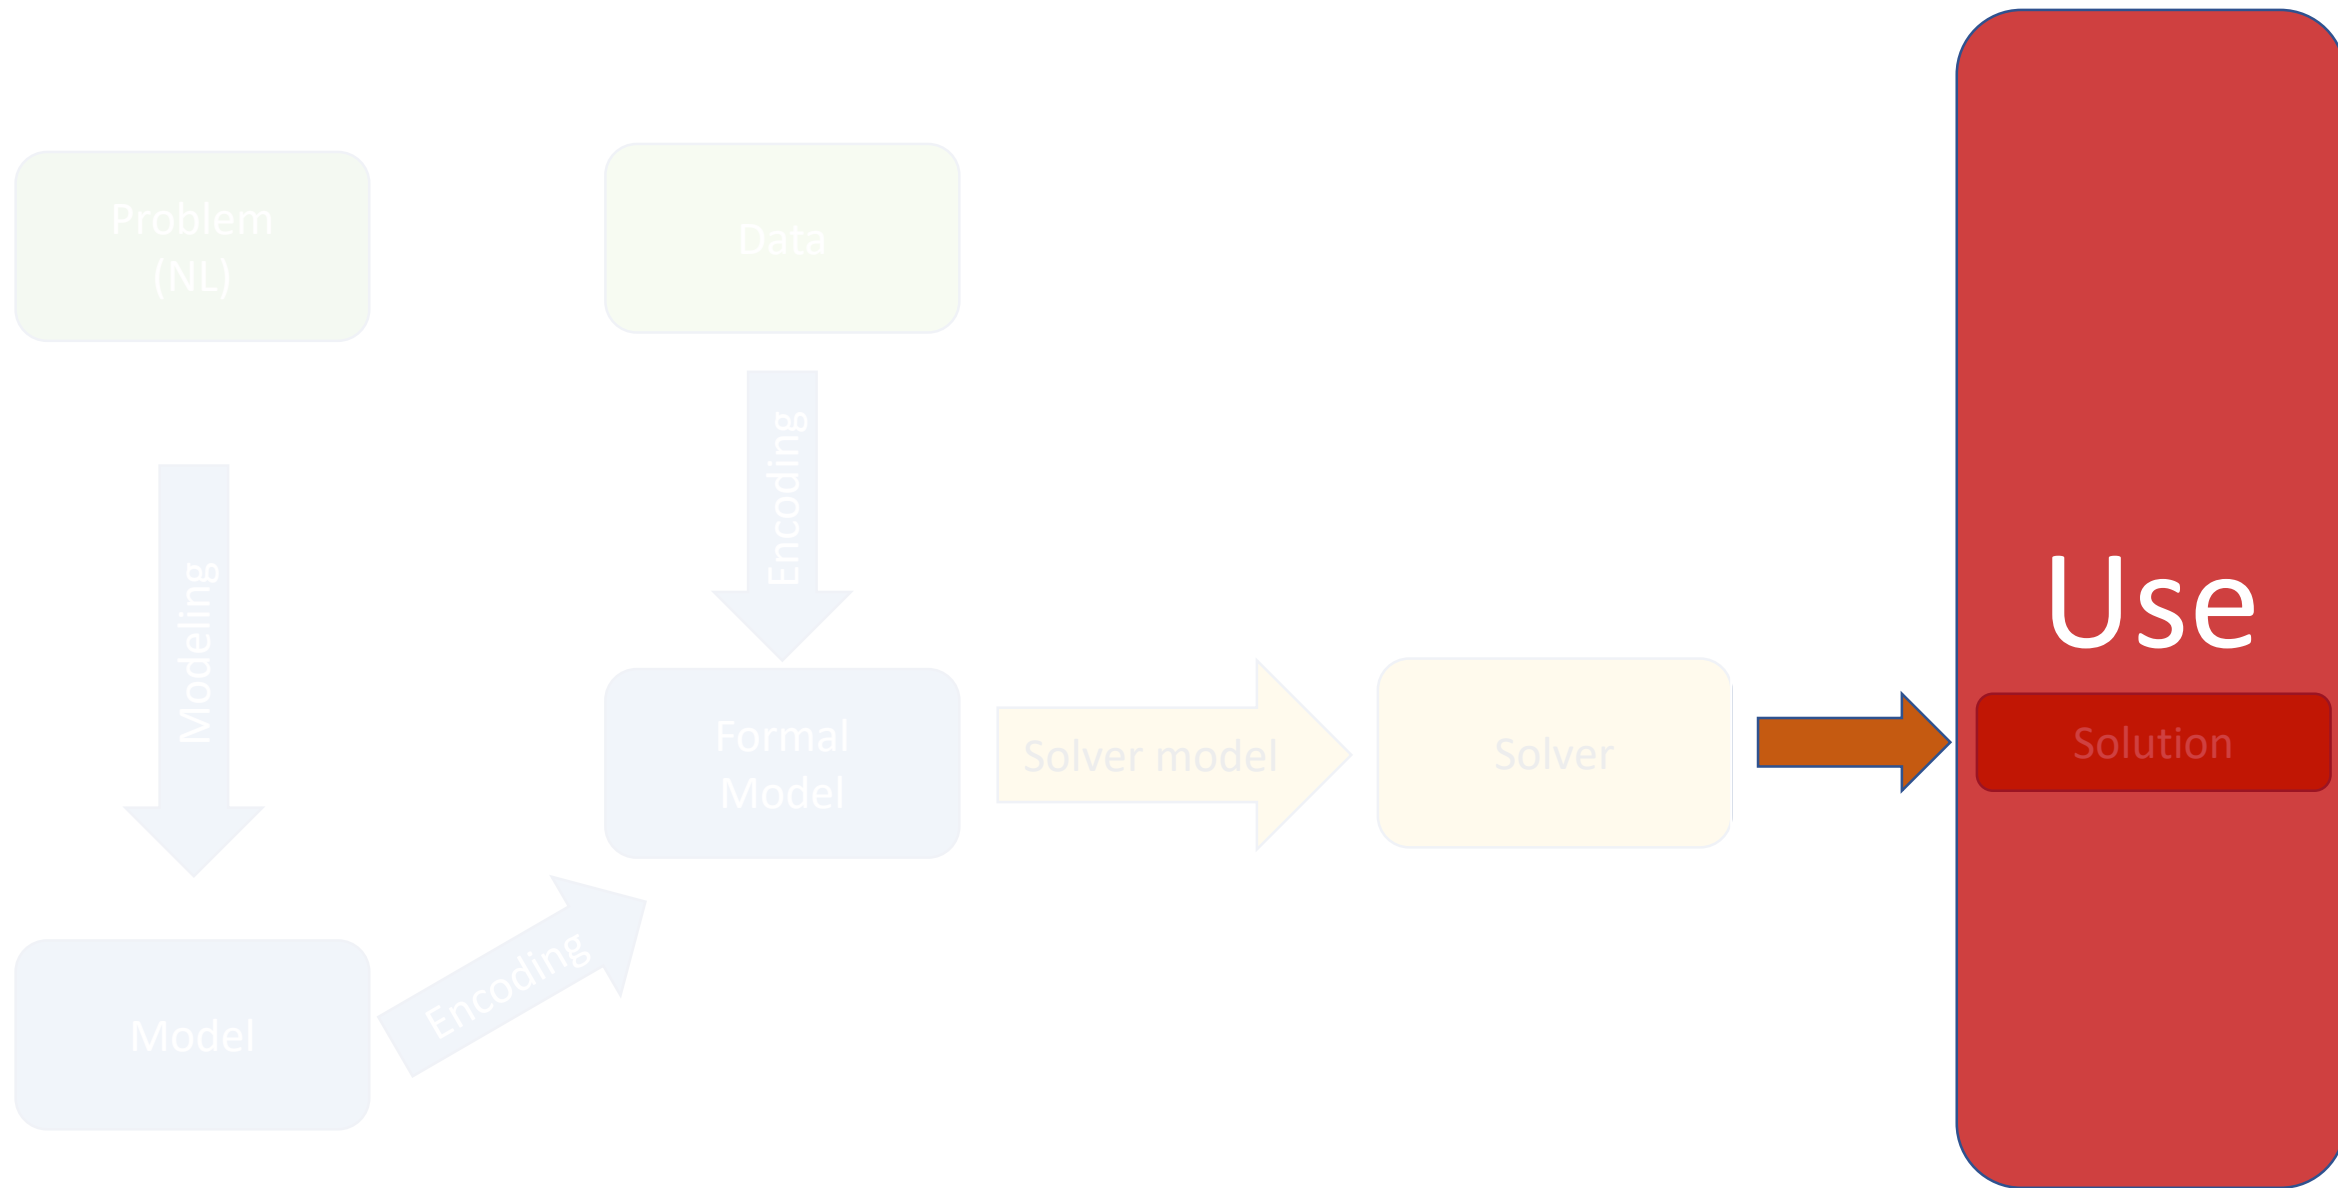 Problem
(NL)
Data
Modeling
Encoding
Formal
Model
Solver model
Solver
Use
Solution
Encoding
Model